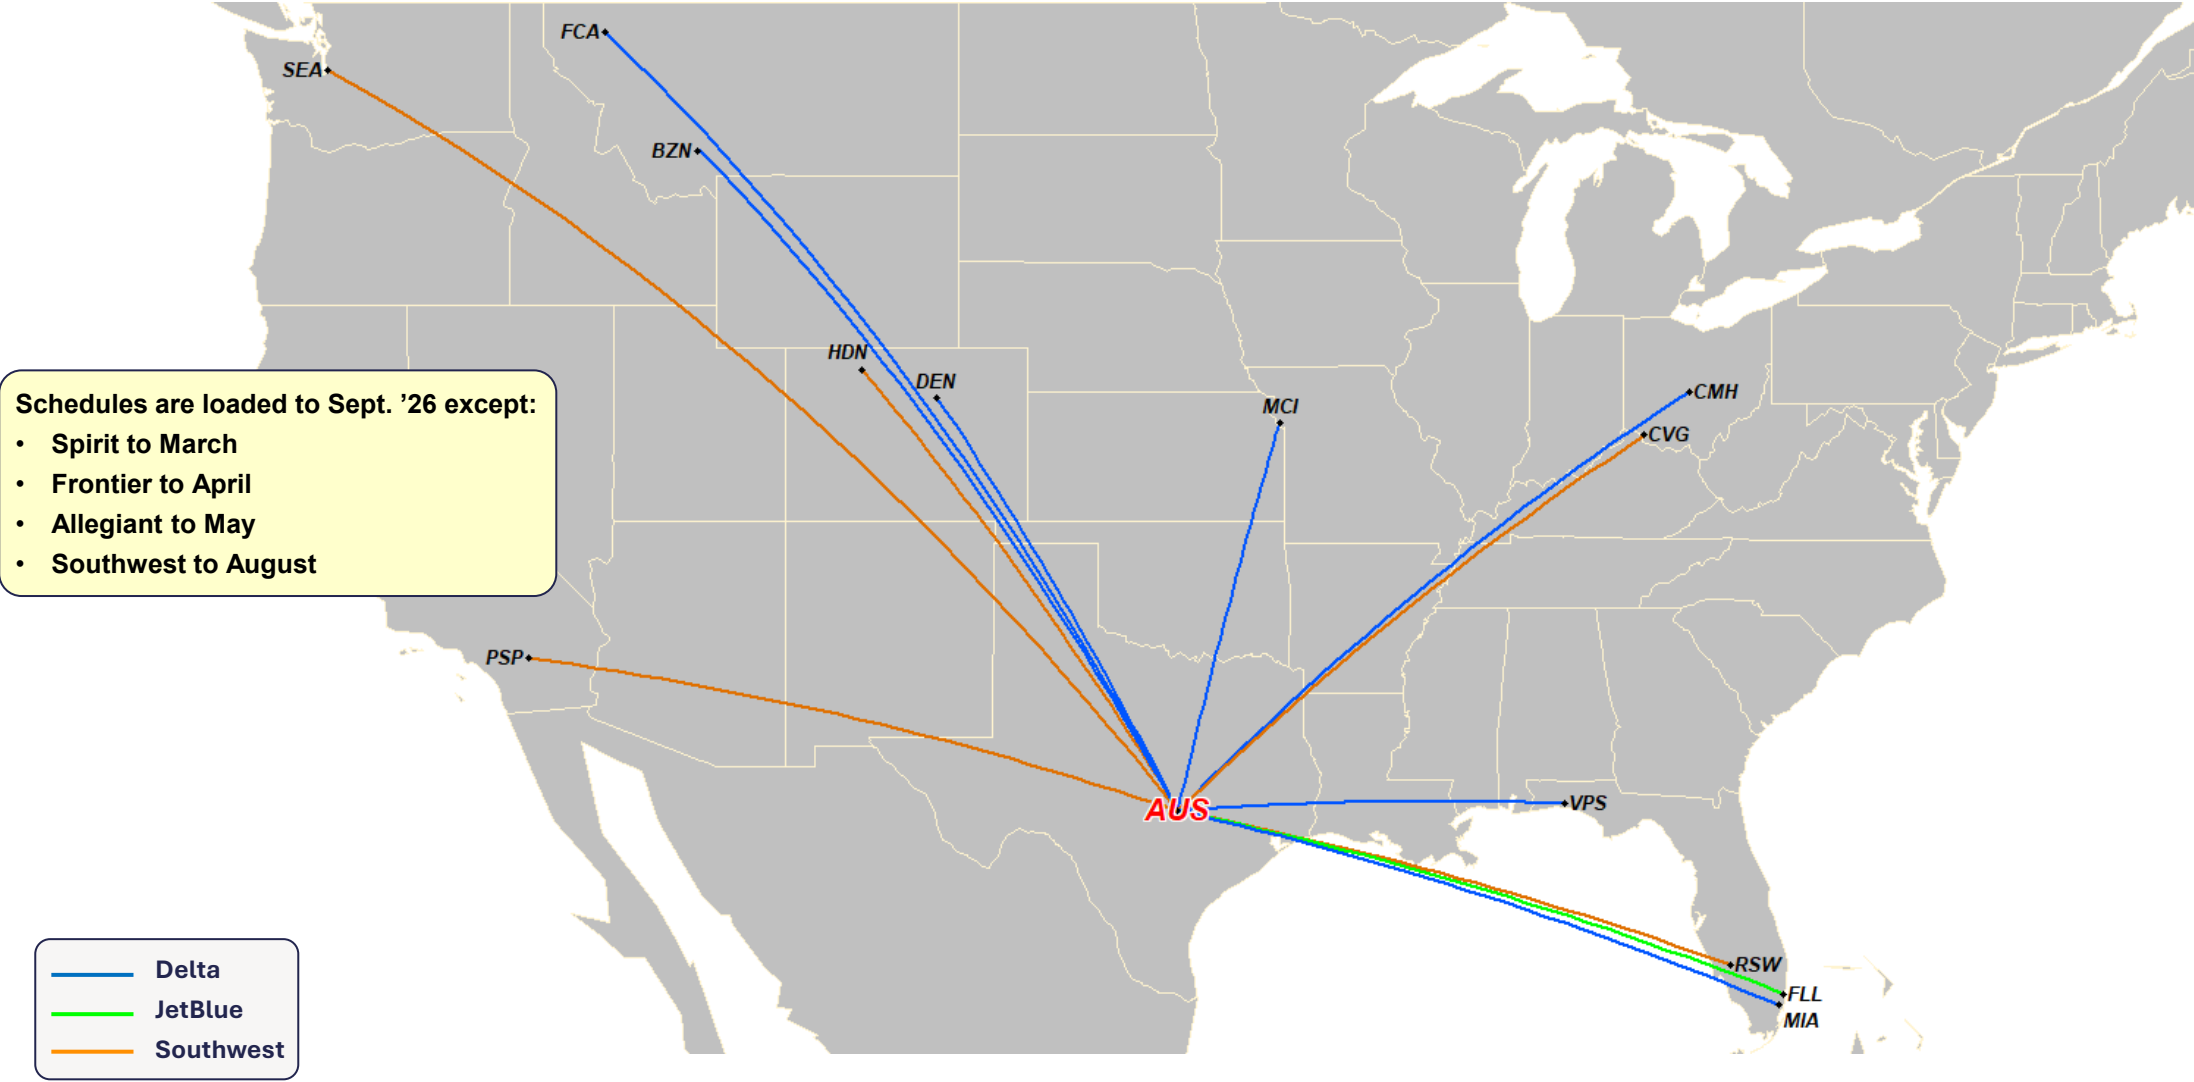 FCA
SEA
BZN
HDN
DEN
Schedules are loaded to Sept. ’26 except:
• Spirit to March
• Frontier to April
• Allegiant to May
• Southwest to August
MCI
CMH
CVG
PSP
AUS
VPS
RSW
FLL
MIA
Delta
JetBlue
Southwest